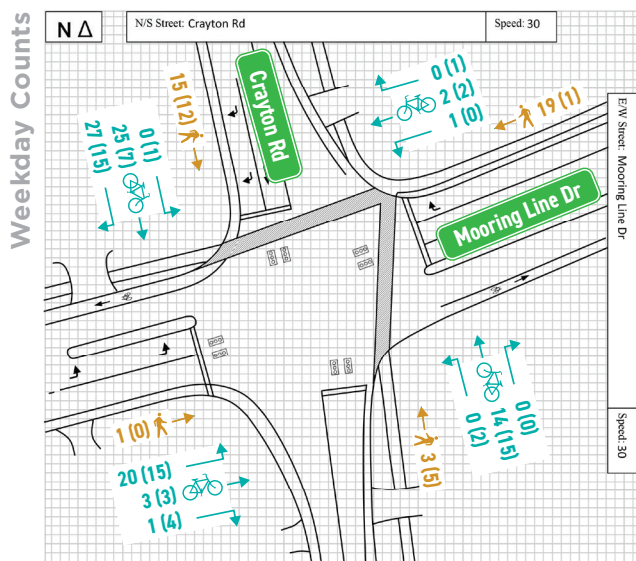 Weekday Counts
N Δ
N/S Street: Crayton Rd
Speed: 30
E/W Street: Mooring Line Dr
Speed: 30
Crayton Rd
Mooring Line Dr
15 (12)
0 (1)
25 (7)
27 (15)
0 (1)
2 (2)
1 (0)
19 (1)
1 (0)
20 (15)
3 (3)
1 (4)
3 (5)
0 (2)
14 (15)
0 (0)